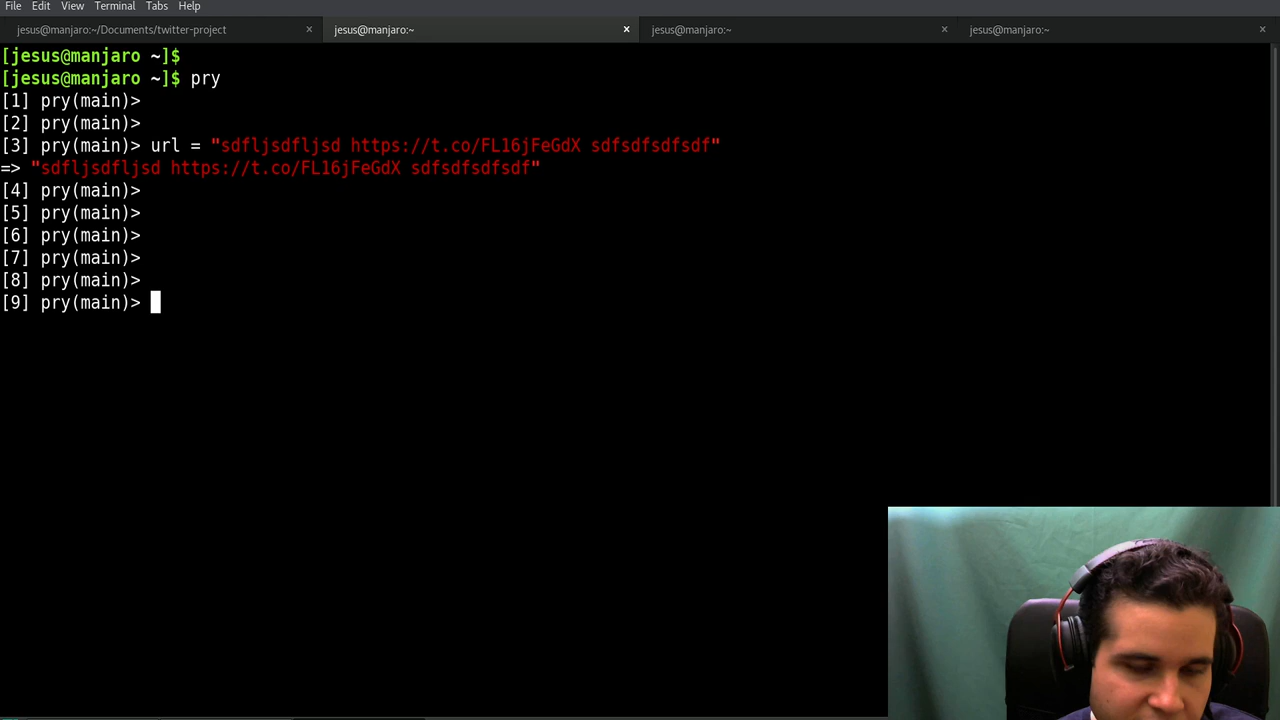 File Edit View Terminal Tabs Help
jesus@manjaro:~/Documents/twitter-project × jesus@manjaro:~ × jesus@manjaro:~ × jesus@manjaro:~ ×
[jesus@manjaro ~]$
[jesus@manjaro ~]$ pry
[1] pry(main)>
[2] pry(main)>
[3] pry(main)> url = "sdfljsdfljsd https://t.co/FL16jFeGdX sdfsdfsdfsdf"
=> "sdfljsdfljsd https://t.co/FL16jFeGdX sdfsdfsdfsdf"
[4] pry(main)>
[5] pry(main)>
[6] pry(main)>
[7] pry(main)>
[8] pry(main)>
[9] pry(main)>